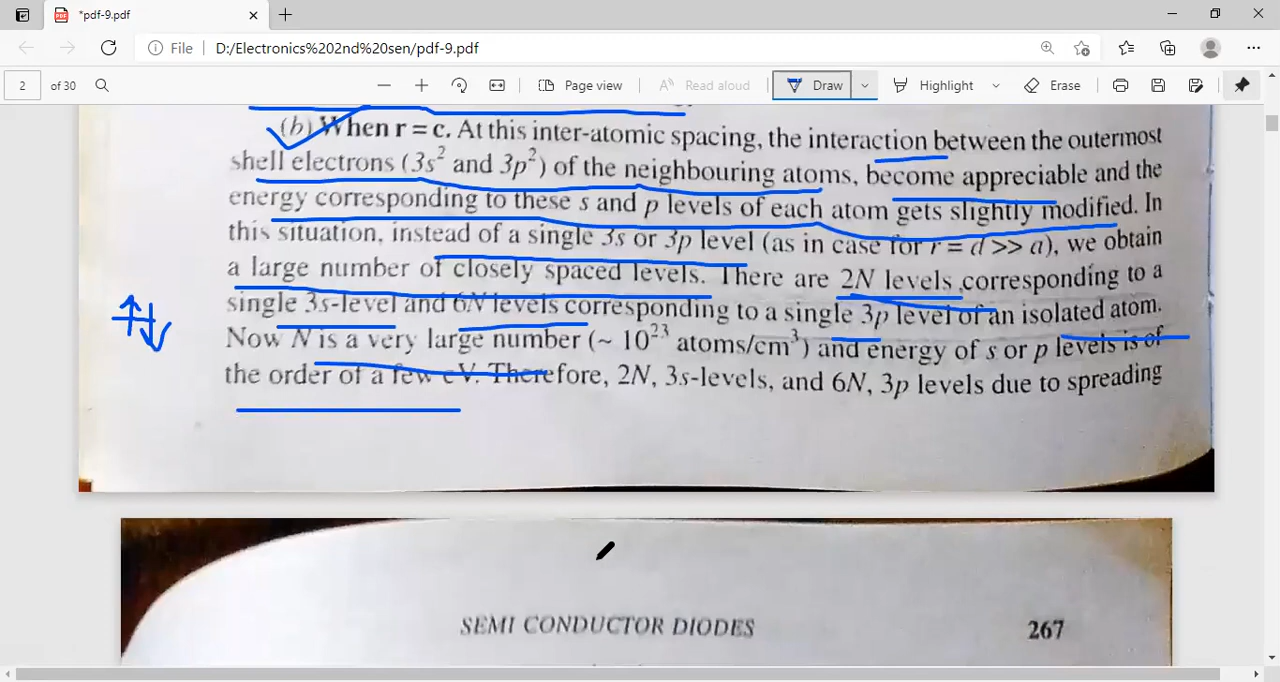 *pdf-9.pdf
File D:/Electronics%202nd%20sen/pdf-9.pdf
2 of 30 Page view Read aloud Draw Highlight Erase
(b) When r = c. At this inter-atomic spacing, the interaction between the outermost
shell electrons (3s² and 3p²) of the neighbouring atoms, become appreciable and the
energy corresponding to these s and p levels of each atom gets slightly modified. In
this situation, instead of a single 3s or 3p level (as in case for r = d >> a), we obtain
a large number of closely spaced levels. There are 2N levels corresponding to a
single 3s-level and 6N levels corresponding to a single 3p level of an isolated atom.
Now N is a very large number (~ 10²³ atoms/cm³) and energy of s or p levels is of
the order of a few eV. Therefore, 2N, 3s-levels, and 6N, 3p levels due to spreading
SEMI CONDUCTOR DIODES 267